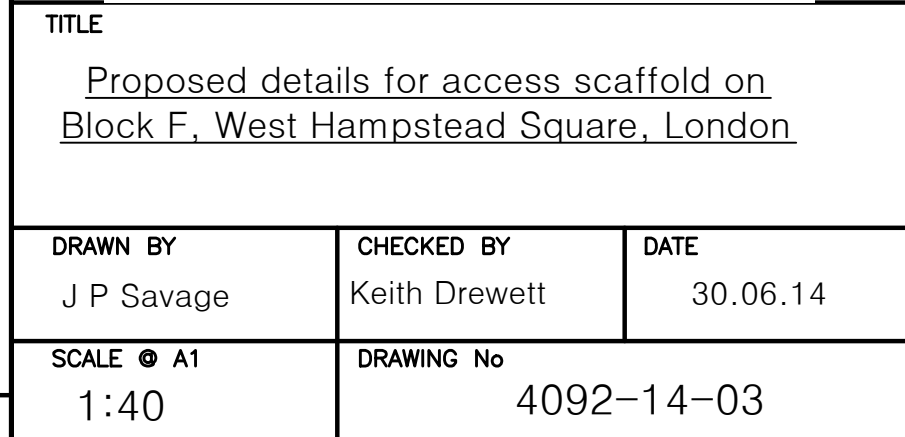 TITLE
Proposed details for access scaffold on
Block F, West Hampstead Square, London
DRAWN BY
J P Savage
CHECKED BY
Keith Drewett
DATE
30.06.14
SCALE @ A1
1:40
DRAWING No
4092-14-03